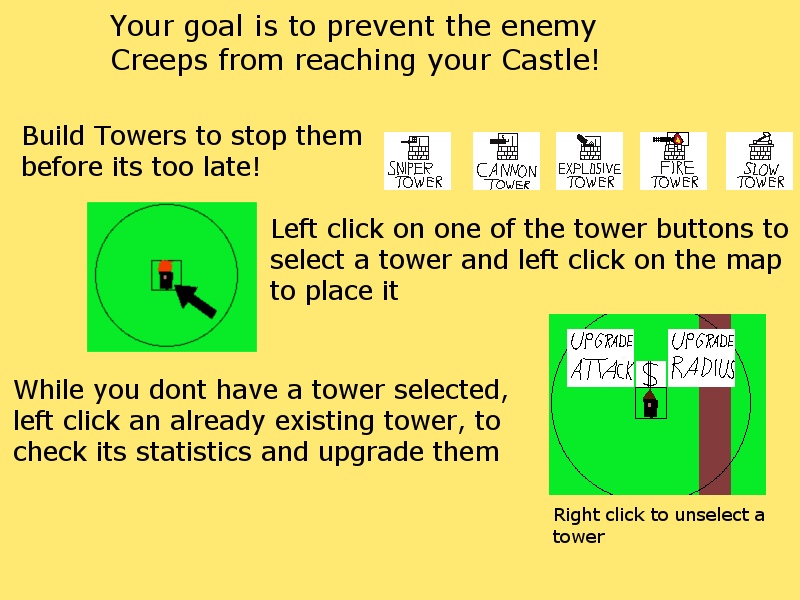 Your goal is to prevent the enemy
Creeps from reaching your Castle!
Build Towers to stop them
before its too late!
SNIPER
TOWER
CANNON
TOWER
EXPLOSIVE
TOWER
FIRE
TOWER
SLOW
TOWER
Left click on one of the tower buttons to
select a tower and left click on the map
to place it
UPGRADE
ATTACK
$
UPGRADE
RADIUS
While you dont have a tower selected,
left click an already existing tower, to
check its statistics and upgrade them
Right click to unselect a
tower